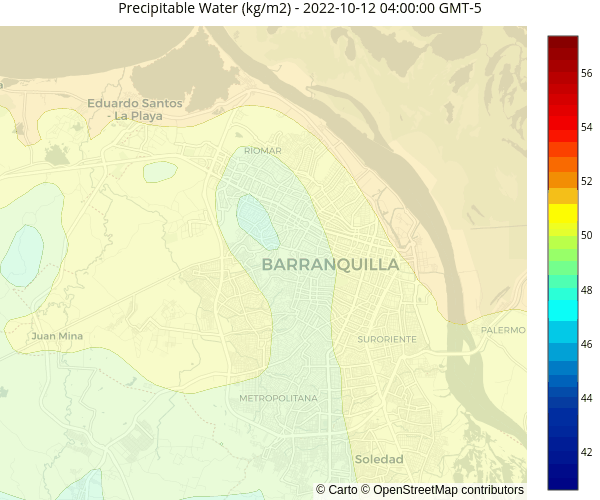 Precipitable Water (kg/m2) - 2022-10-12 04:00:00 GMT-5
Eduardo Santos
- La Playa
RIOMAR
BARRANQUILLA
Juan Mina
SURORIENTE
PALERMO
METROPOLITANA
Soledad
© Carto © OpenStreetMap contributors
56
54
52
50
48
46
44
42